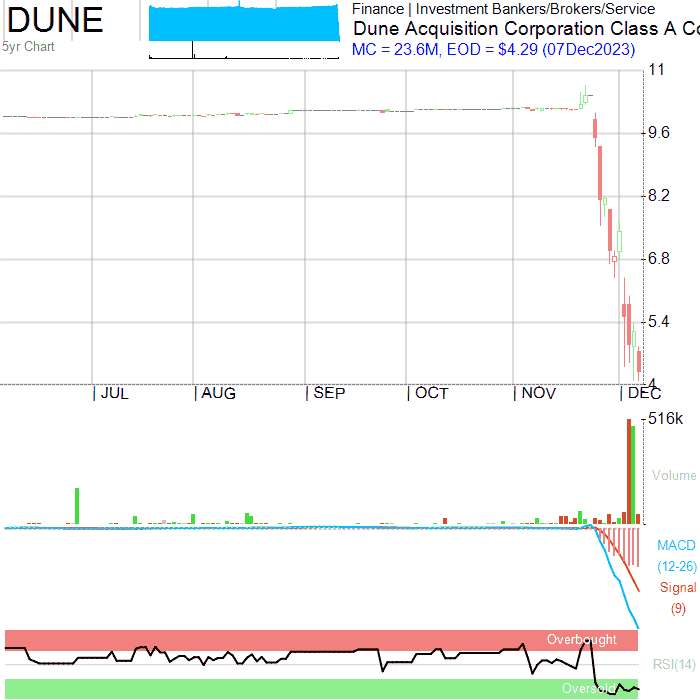 DUNE
5yr Chart
Finance | Investment Bankers/Brokers/Service
Dune Acquisition Corporation Class A Co
MC = 23.6M, EOD = $4.29 (07Dec2023)
11
9.6
8.2
6.8
5.4
4
JUL AUG SEP OCT NOV DEC
516k
Volume
MACD
(12-26)
Signal
(9)
Overbought
RSI(14)
Oversold